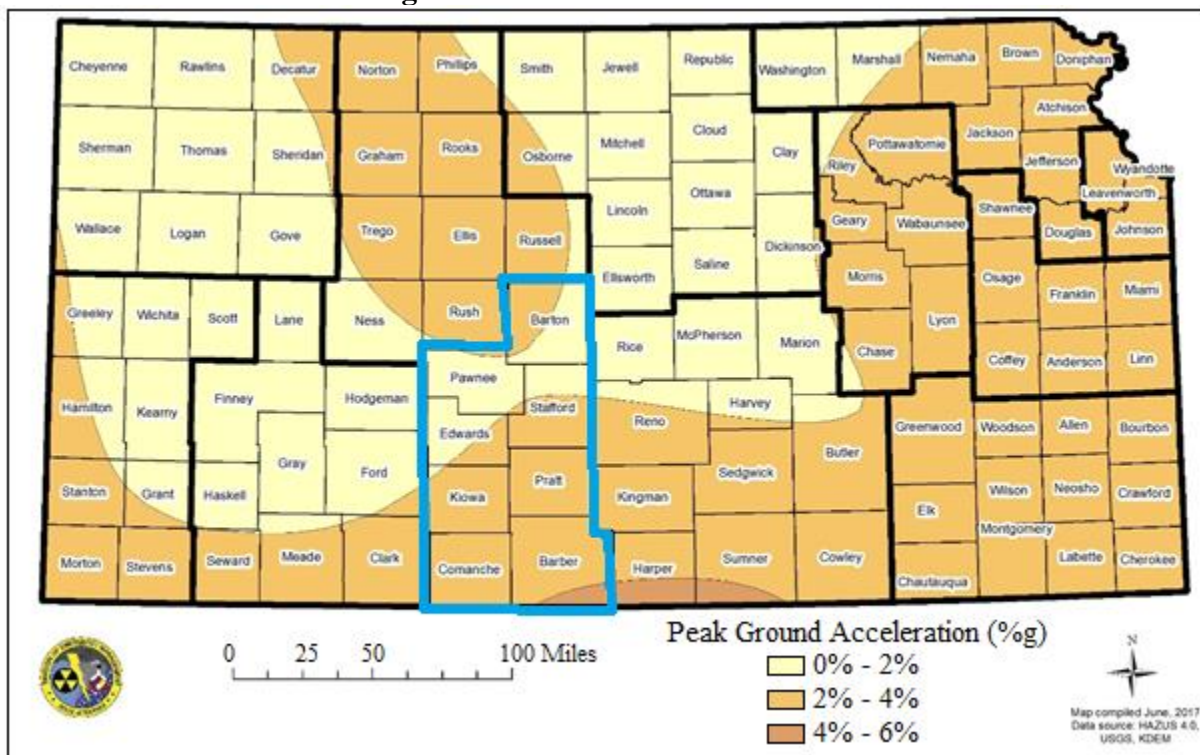 Cheyenne Rawlins Decatur Norton Phillips Smith Jewell Republic Washington Marshall Nemaha Brown Doniphan
Atchison
Sherman Thomas Sheridan Graham Rooks Osborne Mitchell Cloud Clay Riley Pottawatomie Jackson Jefferson Wyandotte
Leavenworth
Wallace Logan Gove Trego Ellis Russell Lincoln Ottawa Dickinson Geary Wabaunsee Shawnee Douglas Johnson
Ellsworth Saline Morris Osage Franklin Miami
Greeley Wichita Scott Lane Ness Rush Barton Rice McPherson Marion Chase Lyon Coffey Anderson Linn
Hamilton Kearny Finney Hodgeman Pawnee Stafford Reno Harvey Greenwood Woodson Allen Bourbon
Edwards Sedgwick Butler
Stanton Grant Haskell Gray Ford Kiowa Pratt Kingman Elk Wilson Neosho Crawford
Montgomery
Morton Stevens Seward Meade Clark Comanche Barber Harper Sumner Cowley Chautauqua Labette Cherokee
Peak Ground Acceleration (%g)
0% - 2%
2% - 4%
4% - 6%
0 25 50 100 Miles
N
Map compiled June, 2017
Data source: HAZUS 4.0,
USGS, KDEM